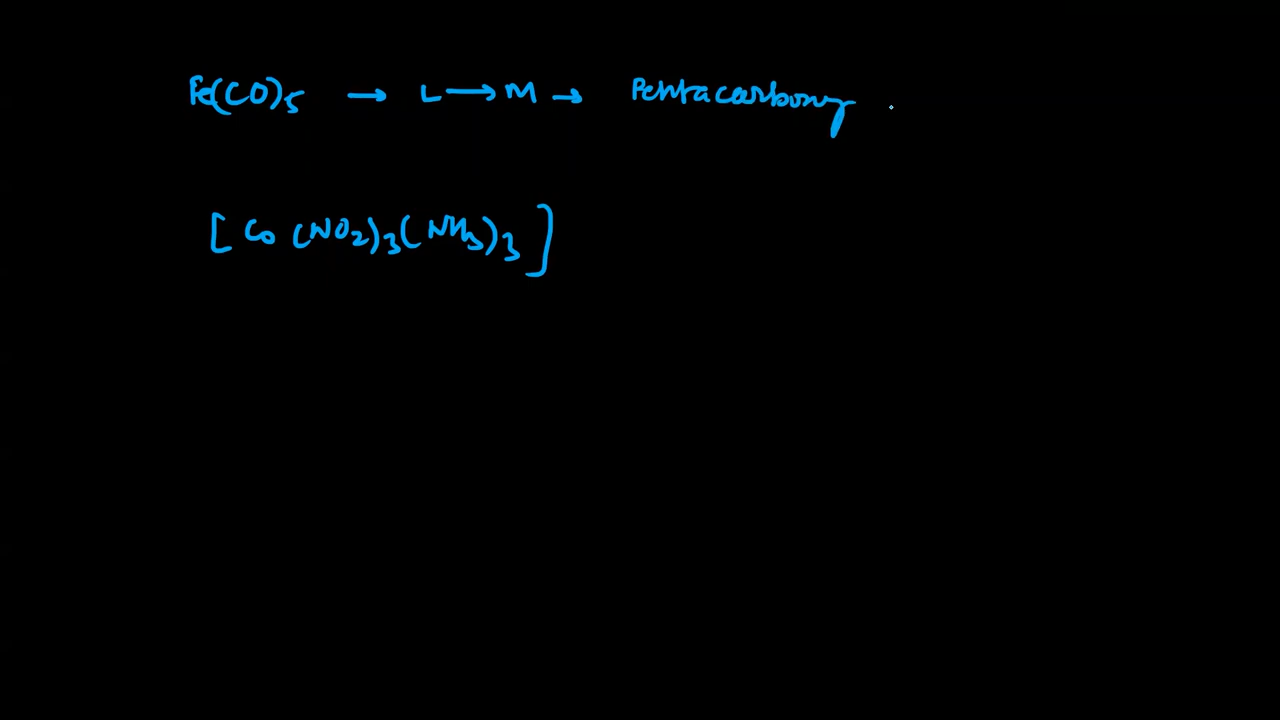 Fe(CO)5 → L → M → Pentacarbony
[Co (NO2)3(NH3)3]